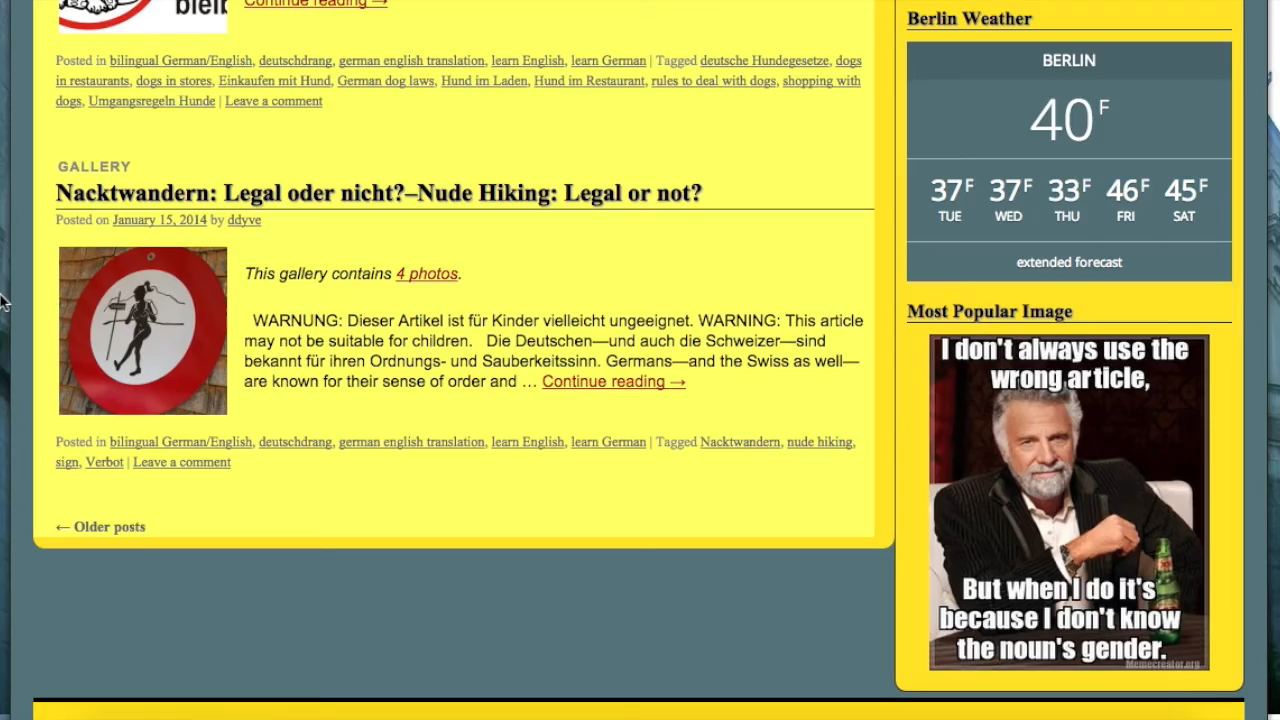 bleib
Continue reading →
Posted in bilingual German/English, deutschdrang, german english translation, learn English, learn German | Tagged deutsche Hundegesetze, dogs
in restaurants, dogs in stores, Einkaufen mit Hund, German dog laws, Hund im Laden, Hund im Restaurant, rules to deal with dogs, shopping with
dogs, Umgangsregeln Hunde | Leave a comment
GALLERY
Nacktwandern: Legal oder nicht?–Nude Hiking: Legal or not?
Posted on January 15, 2014 by ddyve
This gallery contains 4 photos.
WARNUNG: Dieser Artikel ist für Kinder vielleicht ungeeignet. WARNING: This article
may not be suitable for children.   Die Deutschen—und auch die Schweizer—sind
bekannt für ihren Ordnungs- und Sauberkeitssinn. Germans—and the Swiss as well—
are known for their sense of order and … Continue reading →
Posted in bilingual German/English, deutschdrang, german english translation, learn English, learn German | Tagged Nacktwandern, nude hiking,
sign, Verbot | Leave a comment
← Older posts
Berlin Weather
BERLIN
40 F
37F 37F 33F 46F 45F
TUE WED THU FRI SAT
extended forecast
Most Popular Image
I don't always use the
wrong article,
But when I do it's
because I don't know
the noun's gender.
Memecreator.org